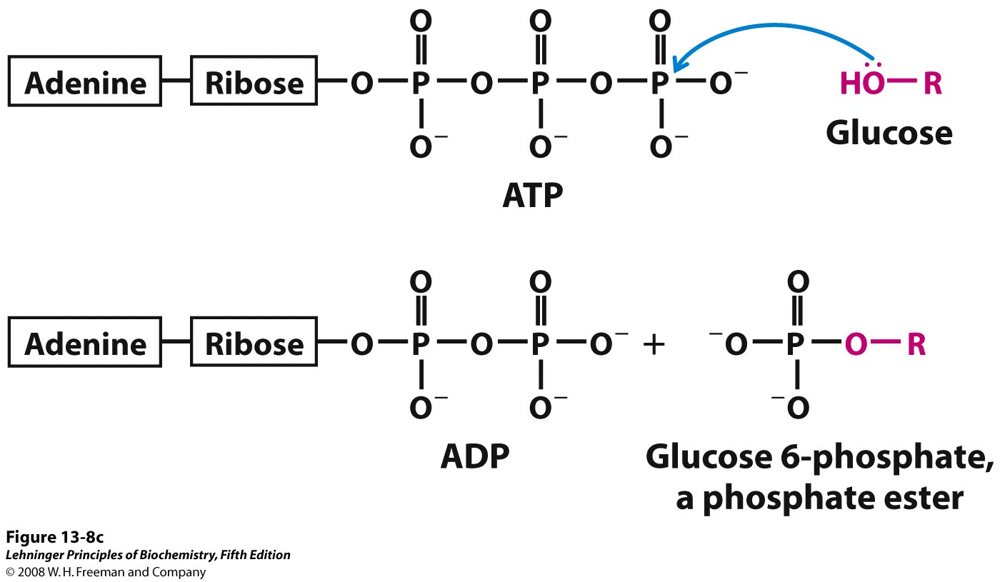 O O O
Adenine Ribose O P O P O P O⁻ HÖ R
O⁻ O⁻ O⁻ Glucose
ATP
O O O
Adenine Ribose O P O P O⁻ + ⁻O P O R
O⁻ O⁻ ⁻O
ADP Glucose 6-phosphate,
a phosphate ester
Figure 13-8c
Lehninger Principles of Biochemistry, Fifth Edition
© 2008 W. H. Freeman and Company